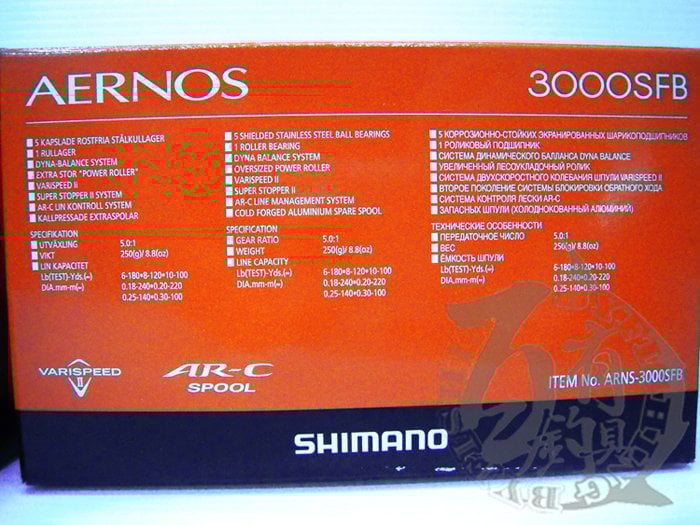 AERNOS
3000SFB
5 KAPSLADE ROSTFRIA STÅLKULLAGER
1 RULLAGER
DYNA-BALANCE SYSTEM
EXTRA STOR "POWER ROLLER"
VARISPEED II
SUPER STOPPER II SYSTEM
AR-C LIN KONTROLL SYSTEM
KALLPRESSADE EXTRASPOLAR
SPECIFIKATION
UTVÄXLING 5.0:1
VIKT 250(g)/ 8.8(oz)
LIN KAPACITET
Lb(TEST)-Yds.(∞) 6-180•8-120•10-100
DIA.mm-m(∞) 0.18-240•0.20-220
0.25-140•0.30-100
5 SHIELDED STAINLESS STEEL BALL BEARINGS
1 ROLLER BEARING
DYNA BALANCE SYSTEM
OVERSIZED POWER ROLLER
VARISPEED II
SUPER STOPPER II
AR-C LINE MANAGEMENT SYSTEM
COLD FORGED ALUMINIUM SPARE SPOOL
SPECIFICATION
GEAR RATIO 5.0:1
WEIGHT 250(g)/ 8.8(oz)
LINE CAPACITY
Lb(TEST)-Yds.(∞) 6-180•8-120•10-100
DIA.mm-m(∞) 0.18-240•0.20-220
0.25-140•0.30-100
5 КОРРОЗИОННО-СТОЙКИХ ЭКРАНИРОВАННЫХ ШАРИКОПОДШИПНИКОВ
1 РОЛИКОВЫЙ ПОДШИПНИК
СИСТЕМА ДИНАМИЧЕСКОГО БАЛЛАНСА DYNA BALANCE
УВЕЛИЧЕННЫЙ ЛЕСОУКЛАДОЧНЫЙ РОЛИК
СИСТЕМА ДВУХСКОРОСТНОГО КОЛЕБАНИЯ ШПУЛИ VARISPEED II
ВТОРОЕ ПОКОЛЕНИЕ СИСТЕМЫ БЛОКИРОВКИ ОБРАТНОГО ХОДА
СИСТЕМА КОНТРОЛЯ ЛЕСКИ AR-C
ЗАПАСНЫХ ШПУЛИ (ХОЛОДНОКОВАННЫЙ АЛЮМИНИЙ)
ТЕХНИЧЕСКИЕ ОСОБЕННОСТИ
ПЕРЕДАТОЧНОЕ ЧИСЛО 5.0:1
ВЕС 250(g)/ 8.8(oz)
ЁМКОСТЬ ШПУЛИ
Lb(TEST)-Yds.(∞) 6-180•8-120•10-100
DIA.mm-m(∞) 0.18-240•0.20-220
0.25-140•0.30-100
VARISPEED
II
AR-C
SPOOL
ITEM No. ARNS-3000SFB
SHIMANO